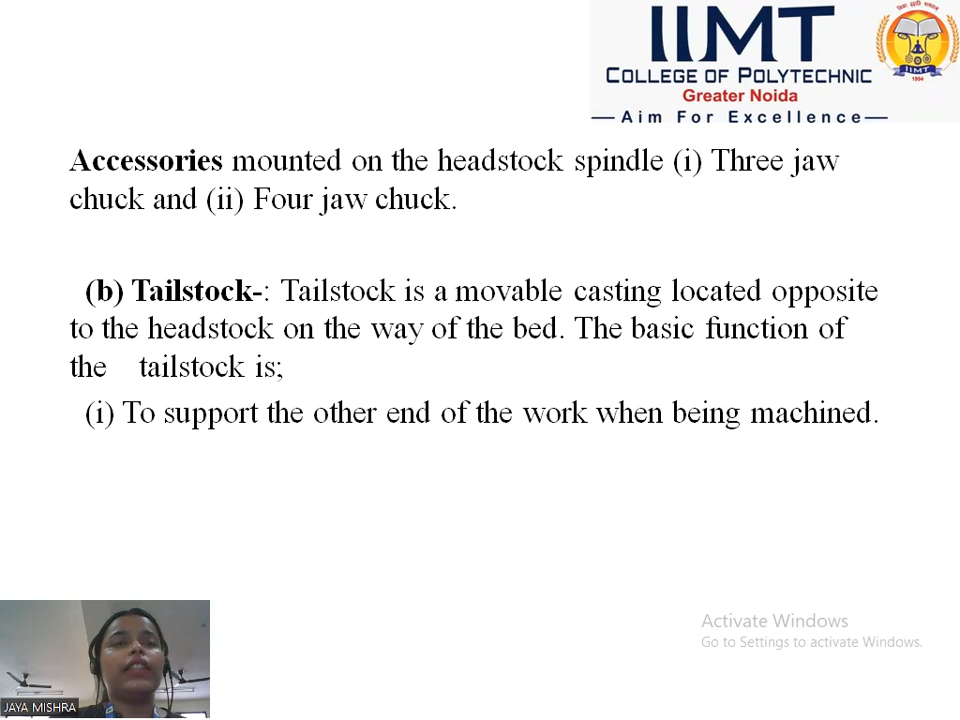 IIMT
COLLEGE OF POLYTECHNIC
Greater Noida
Aim For Excellence
IIMT
1994
Accessories mounted on the headstock spindle (i) Three jaw
chuck and (ii) Four jaw chuck.
(b) Tailstock-: Tailstock is a movable casting located opposite
to the headstock on the way of the bed. The basic function of
the tailstock is;
(i) To support the other end of the work when being machined.
Activate Windows
Go to Settings to activate Windows.
JAYA MISHRA